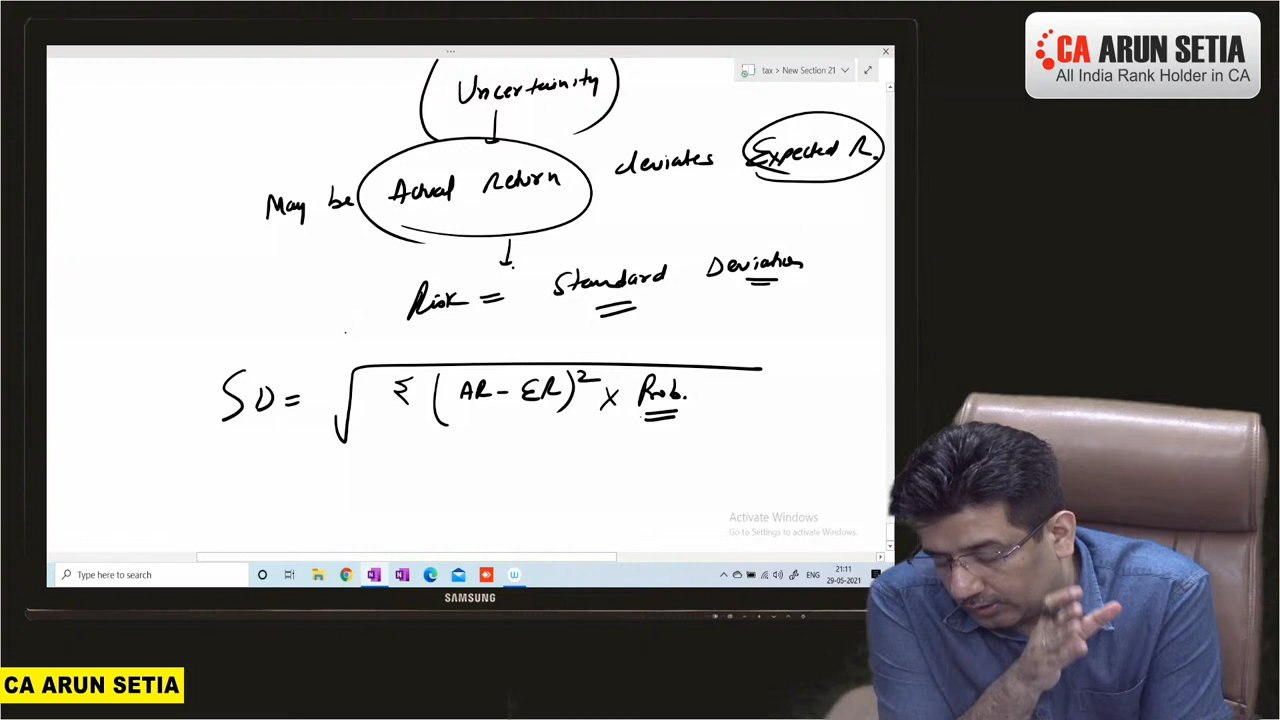 CA ARUN SETIA
All India Rank Holder in CA
tax > New Section 21
Uncertainity
May be Actual Return deviates Expected R.
Risk = Standard Deviation
SD = √ Σ (AR - ER)² × Prob.
Activate Windows
Go to Settings to activate Windows.
Type here to search
ENG
21:11
29-05-2021
SAMSUNG
CA ARUN SETIA